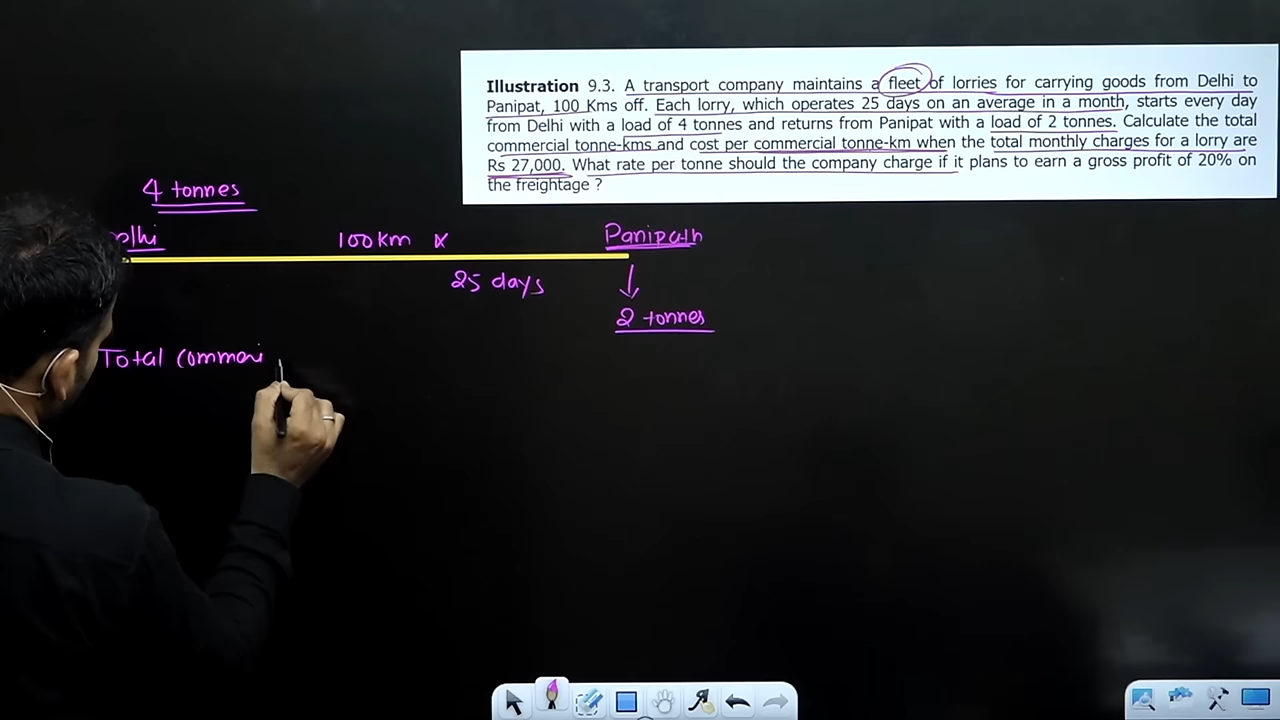 Illustration 9.3. A transport company maintains a fleet of lorries for carrying goods from Delhi to
Panipat, 100 Kms off. Each lorry, which operates 25 days on an average in a month, starts every day
from Delhi with a load of 4 tonnes and returns from Panipat with a load of 2 tonnes. Calculate the total
commercial tonne-kms and cost per commercial tonne-km when the total monthly charges for a lorry are
Rs 27,000. What rate per tonne should the company charge if it plans to earn a gross profit of 20% on
the freightage ?
4 tonnes
elhi 100km x Panipath
25 days
2 tonnes
Total Commerci